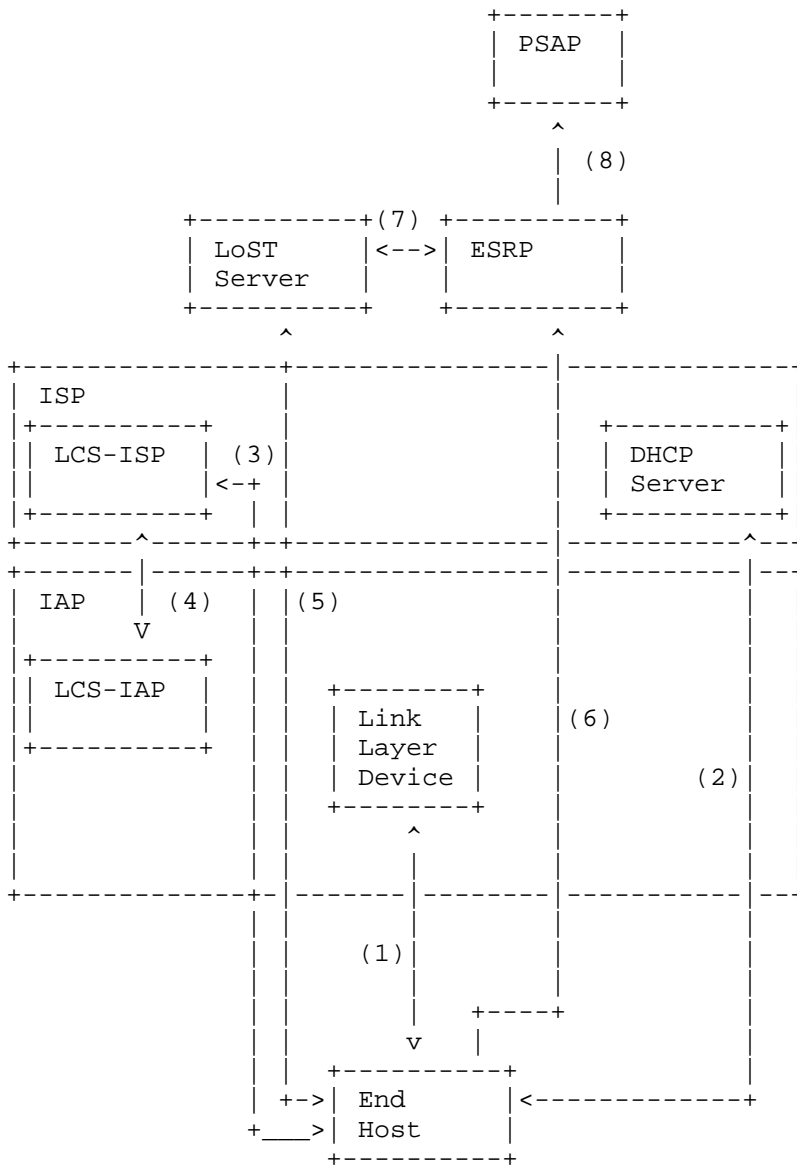 PSAP
(8)
(7)
LoST
Server
<-->
ESRP
ISP
LCS-ISP
(3)
DHCP
Server
IAP
(4)
(5)
V
LCS-IAP
Link
Layer
Device
(6)
(2)
(1)
v
End
Host